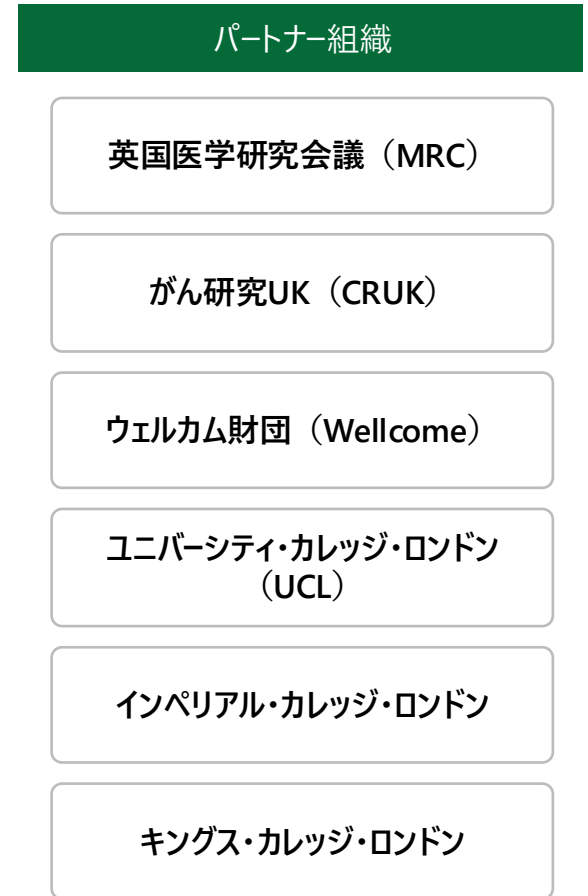 パートナー組織
英国医学研究会議（MRC）
がん研究UK（CRUK）
ウェルカム財団（Wellcome）
ユニバーシティ・カレッジ・ロンドン
（UCL）
インペリアル・カレッジ・ロンドン
キングス・カレッジ・ロンドン